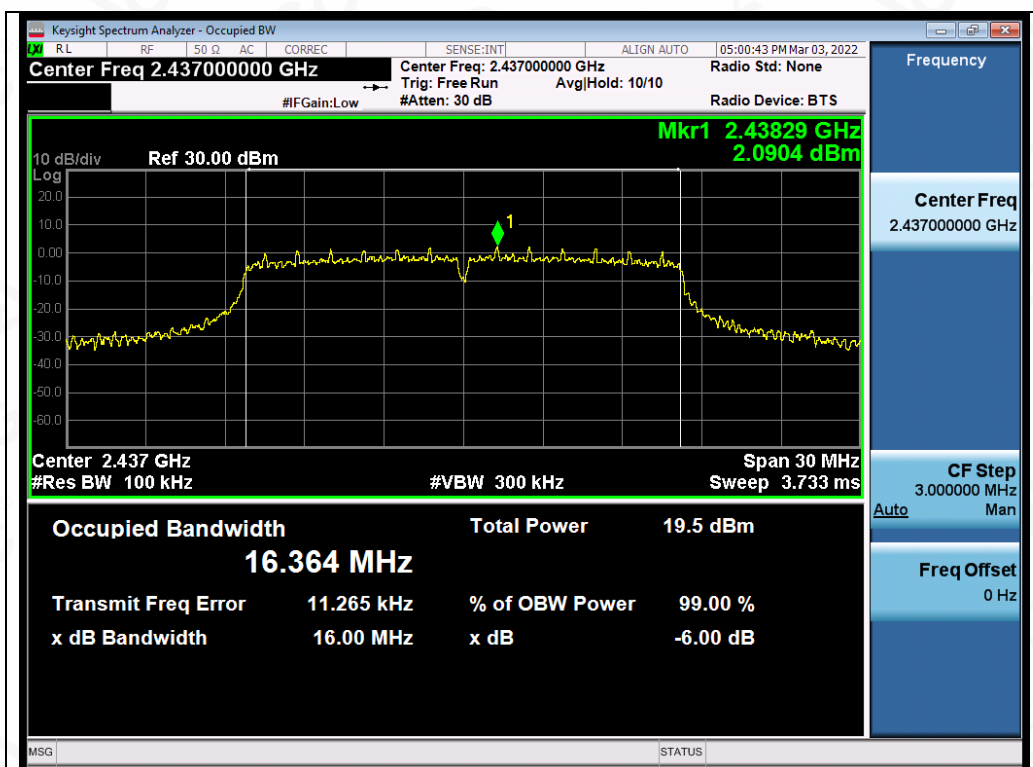 Keysight Spectrum Analyzer - Occupied BW
LXI RL RF 50 Ω AC CORREC SENSE:INT ALIGN AUTO 05:00:43 PM Mar 03, 2022
Center Freq 2.437000000 GHz
Center Freq: 2.437000000 GHz
Radio Std: None
Trig: Free Run Avg|Hold: 10/10
#IFGain:Low
#Atten: 30 dB
Radio Device: BTS
Frequency
Mkr1 2.43829 GHz
2.0904 dBm
10 dB/div Ref 30.00 dBm
Log
20.0
10.0
1
0.00
-10.0
-20.0
-30.0
-40.0
-50.0
-60.0
Center 2.437 GHz Span 30 MHz
#Res BW 100 kHz #VBW 300 kHz Sweep 3.733 ms
Occupied Bandwidth Total Power 19.5 dBm
16.364 MHz
Transmit Freq Error 11.265 kHz % of OBW Power 99.00 %
x dB Bandwidth 16.00 MHz x dB -6.00 dB
Center Freq
2.437000000 GHz
CF Step
3.000000 MHz
Auto Man
Freq Offset
0 Hz
MSG STATUS